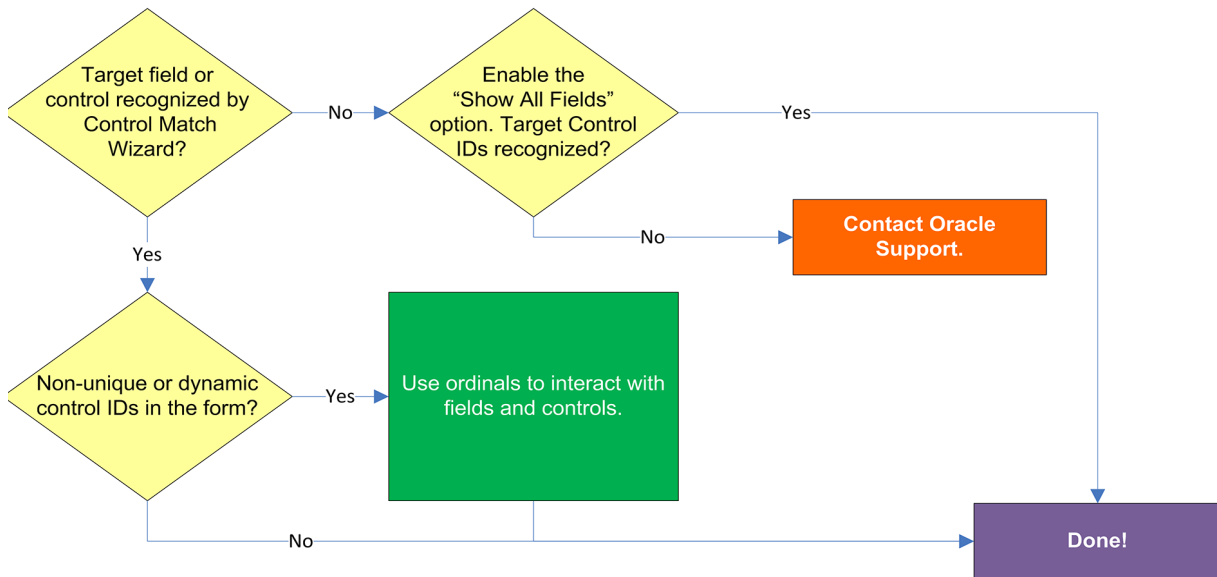 Target field or
control recognized by
Control Match
Wizard?
No
Enable the
“Show All Fields”
option. Target Control
IDs recognized?
Yes
No
Contact Oracle
Support.
Yes
Non-unique or dynamic
control IDs in the form?
Yes
Use ordinals to interact with
fields and controls.
No
Done!